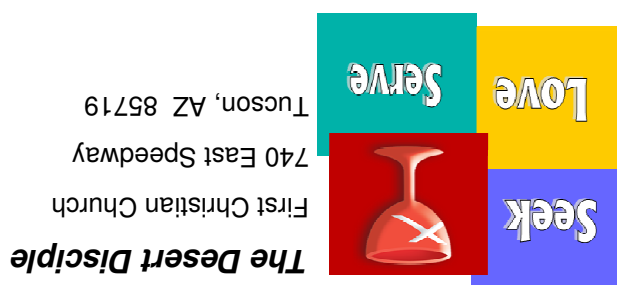 The Desert Disciple
First Christian Church
740 East Speedway
Tucson, AZ  85719
Seek
Love
Serve